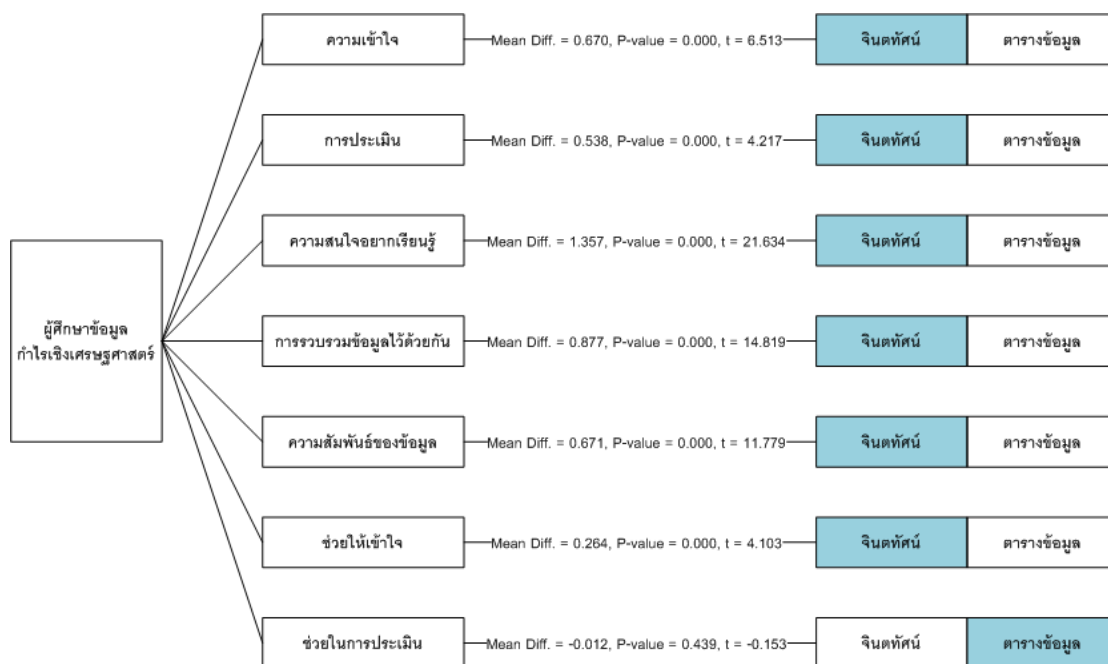 ความเข้าใจ Mean Diff. = 0.670, P-value = 0.000, t = 6.513 จินตทัศน์ ตารางข้อมูล
การประเมิน Mean Diff. = 0.538, P-value = 0.000, t = 4.217 จินตทัศน์ ตารางข้อมูล
ความสนใจอยากเรียนรู้ Mean Diff. = 1.357, P-value = 0.000, t = 21.634 จินตทัศน์ ตารางข้อมูล
ผู้ศึกษาข้อมูล
กำไรเชิงเศรษฐศาสตร์
การรวบรวมข้อมูลไว้ด้วยกัน Mean Diff. = 0.877, P-value = 0.000, t = 14.819 จินตทัศน์ ตารางข้อมูล
ความสัมพันธ์ของข้อมูล Mean Diff. = 0.671, P-value = 0.000, t = 11.779 จินตทัศน์ ตารางข้อมูล
ช่วยให้เข้าใจ Mean Diff. = 0.264, P-value = 0.000, t = 4.103 จินตทัศน์ ตารางข้อมูล
ช่วยในการประเมิน Mean Diff. = -0.012, P-value = 0.439, t = -0.153 จินตทัศน์ ตารางข้อมูล